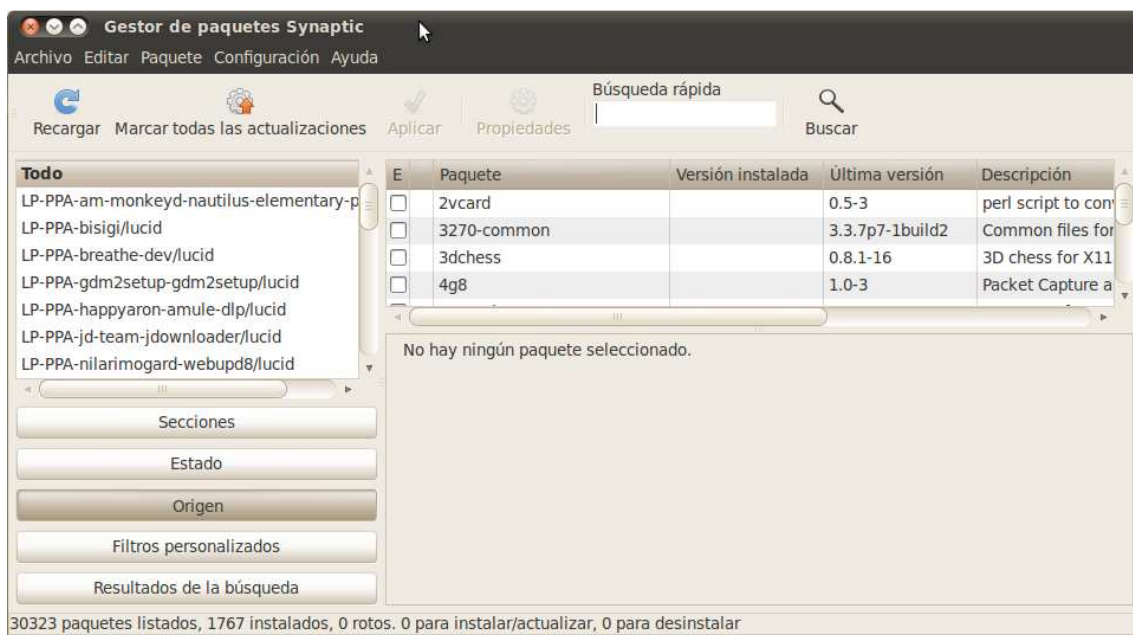 Gestor de paquetes Synaptic
Archivo Editar Paquete Configuración Ayuda
Búsqueda rápida
Recargar Marcar todas las actualizaciones Aplicar Propiedades Buscar
Todo
LP-PPA-am-monkeyd-nautilus-elementary-p
LP-PPA-bisigi/lucid
LP-PPA-breathe-dev/lucid
LP-PPA-gdm2setup-gdm2setup/lucid
LP-PPA-happyaron-amule-dlp/lucid
LP-PPA-jd-team-jdownloader/lucid
LP-PPA-nilarimogard-webupd8/lucid
Secciones
Estado
Origen
Filtros personalizados
Resultados de la búsqueda
E Paquete Versión instalada Última versión Descripción
2vcard 0.5-3 perl script to con
3270-common 3.3.7p7-1build2 Common files for
3dchess 0.8.1-16 3D chess for X11
4g8 1.0-3 Packet Capture a
No hay ningún paquete seleccionado.
30323 paquetes listados, 1767 instalados, 0 rotos. 0 para instalar/actualizar, 0 para desinstalar